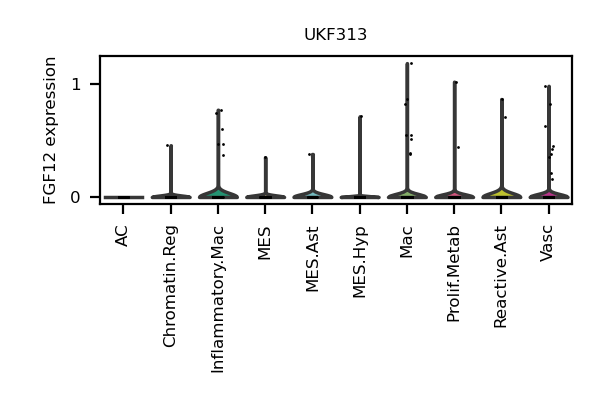 UKF313
FGF12 expression
1
0
AC
Chromatin.Reg
Inflammatory.Mac
MES
MES.Ast
MES.Hyp
Mac
Prolif.Metab
Reactive.Ast
Vasc